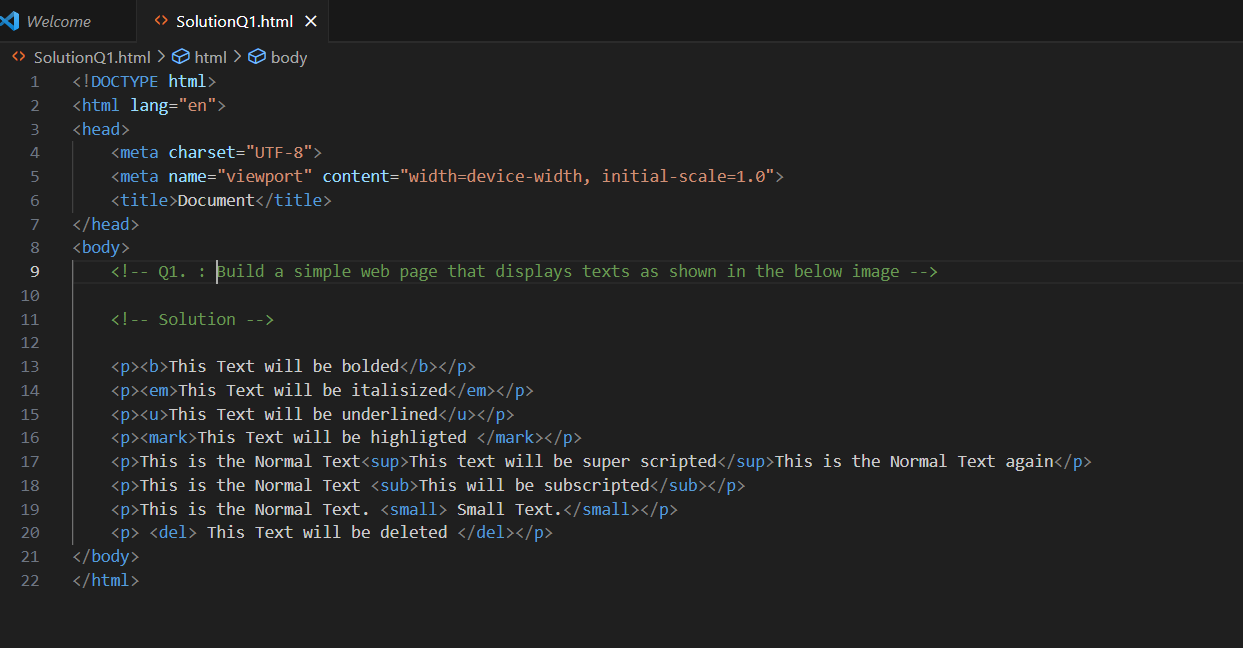 Welcome
SolutionQ1.html
SolutionQ1.html > html > body
1 <!DOCTYPE html>
2 <html lang="en">
3 <head>
4     <meta charset="UTF-8">
5     <meta name="viewport" content="width=device-width, initial-scale=1.0">
6     <title>Document</title>
7 </head>
8 <body>
9     <!-- Q1. : Build a simple web page that displays texts as shown in the below image -->
10
11     <!-- Solution -->
12
13     <p><b>This Text will be bolded</b></p>
14     <p><em>This Text will be italisized</em></p>
15     <p><u>This Text will be underlined</u></p>
16     <p><mark>This Text will be highligted </mark></p>
17     <p>This is the Normal Text<sup>This text will be super scripted</sup>This is the Normal Text again</p>
18     <p>This is the Normal Text <sub>This will be subscripted</sub></p>
19     <p>This is the Normal Text. <small> Small Text.</small></p>
20     <p> <del> This Text will be deleted </del></p>
21 </body>
22 </html>